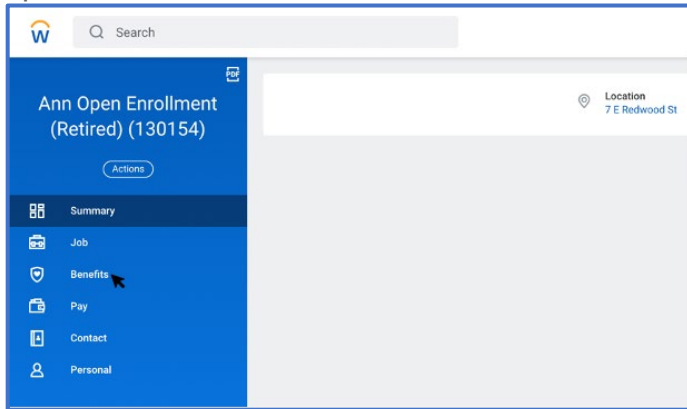 W
Search
PDF
Ann Open Enrollment
(Retired) (130154)
Actions
Summary
Job
Benefits
Pay
Contact
Personal
Location
7 E Redwood St